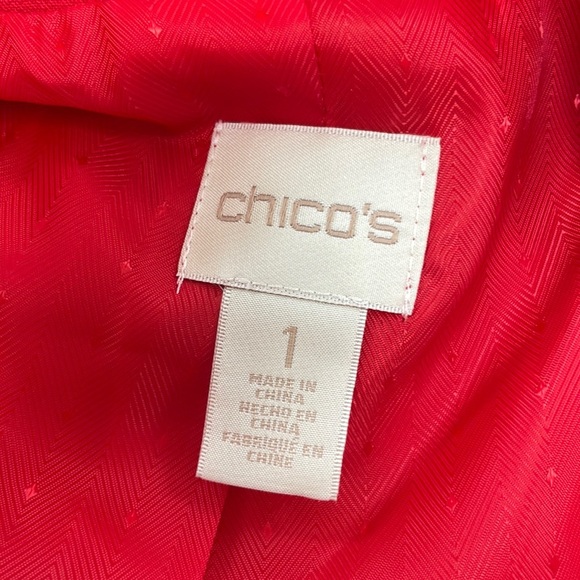 chico's
1
MADE IN
CHINA
HECHO EN
CHINA
FABRIQUÉ EN
CHINE